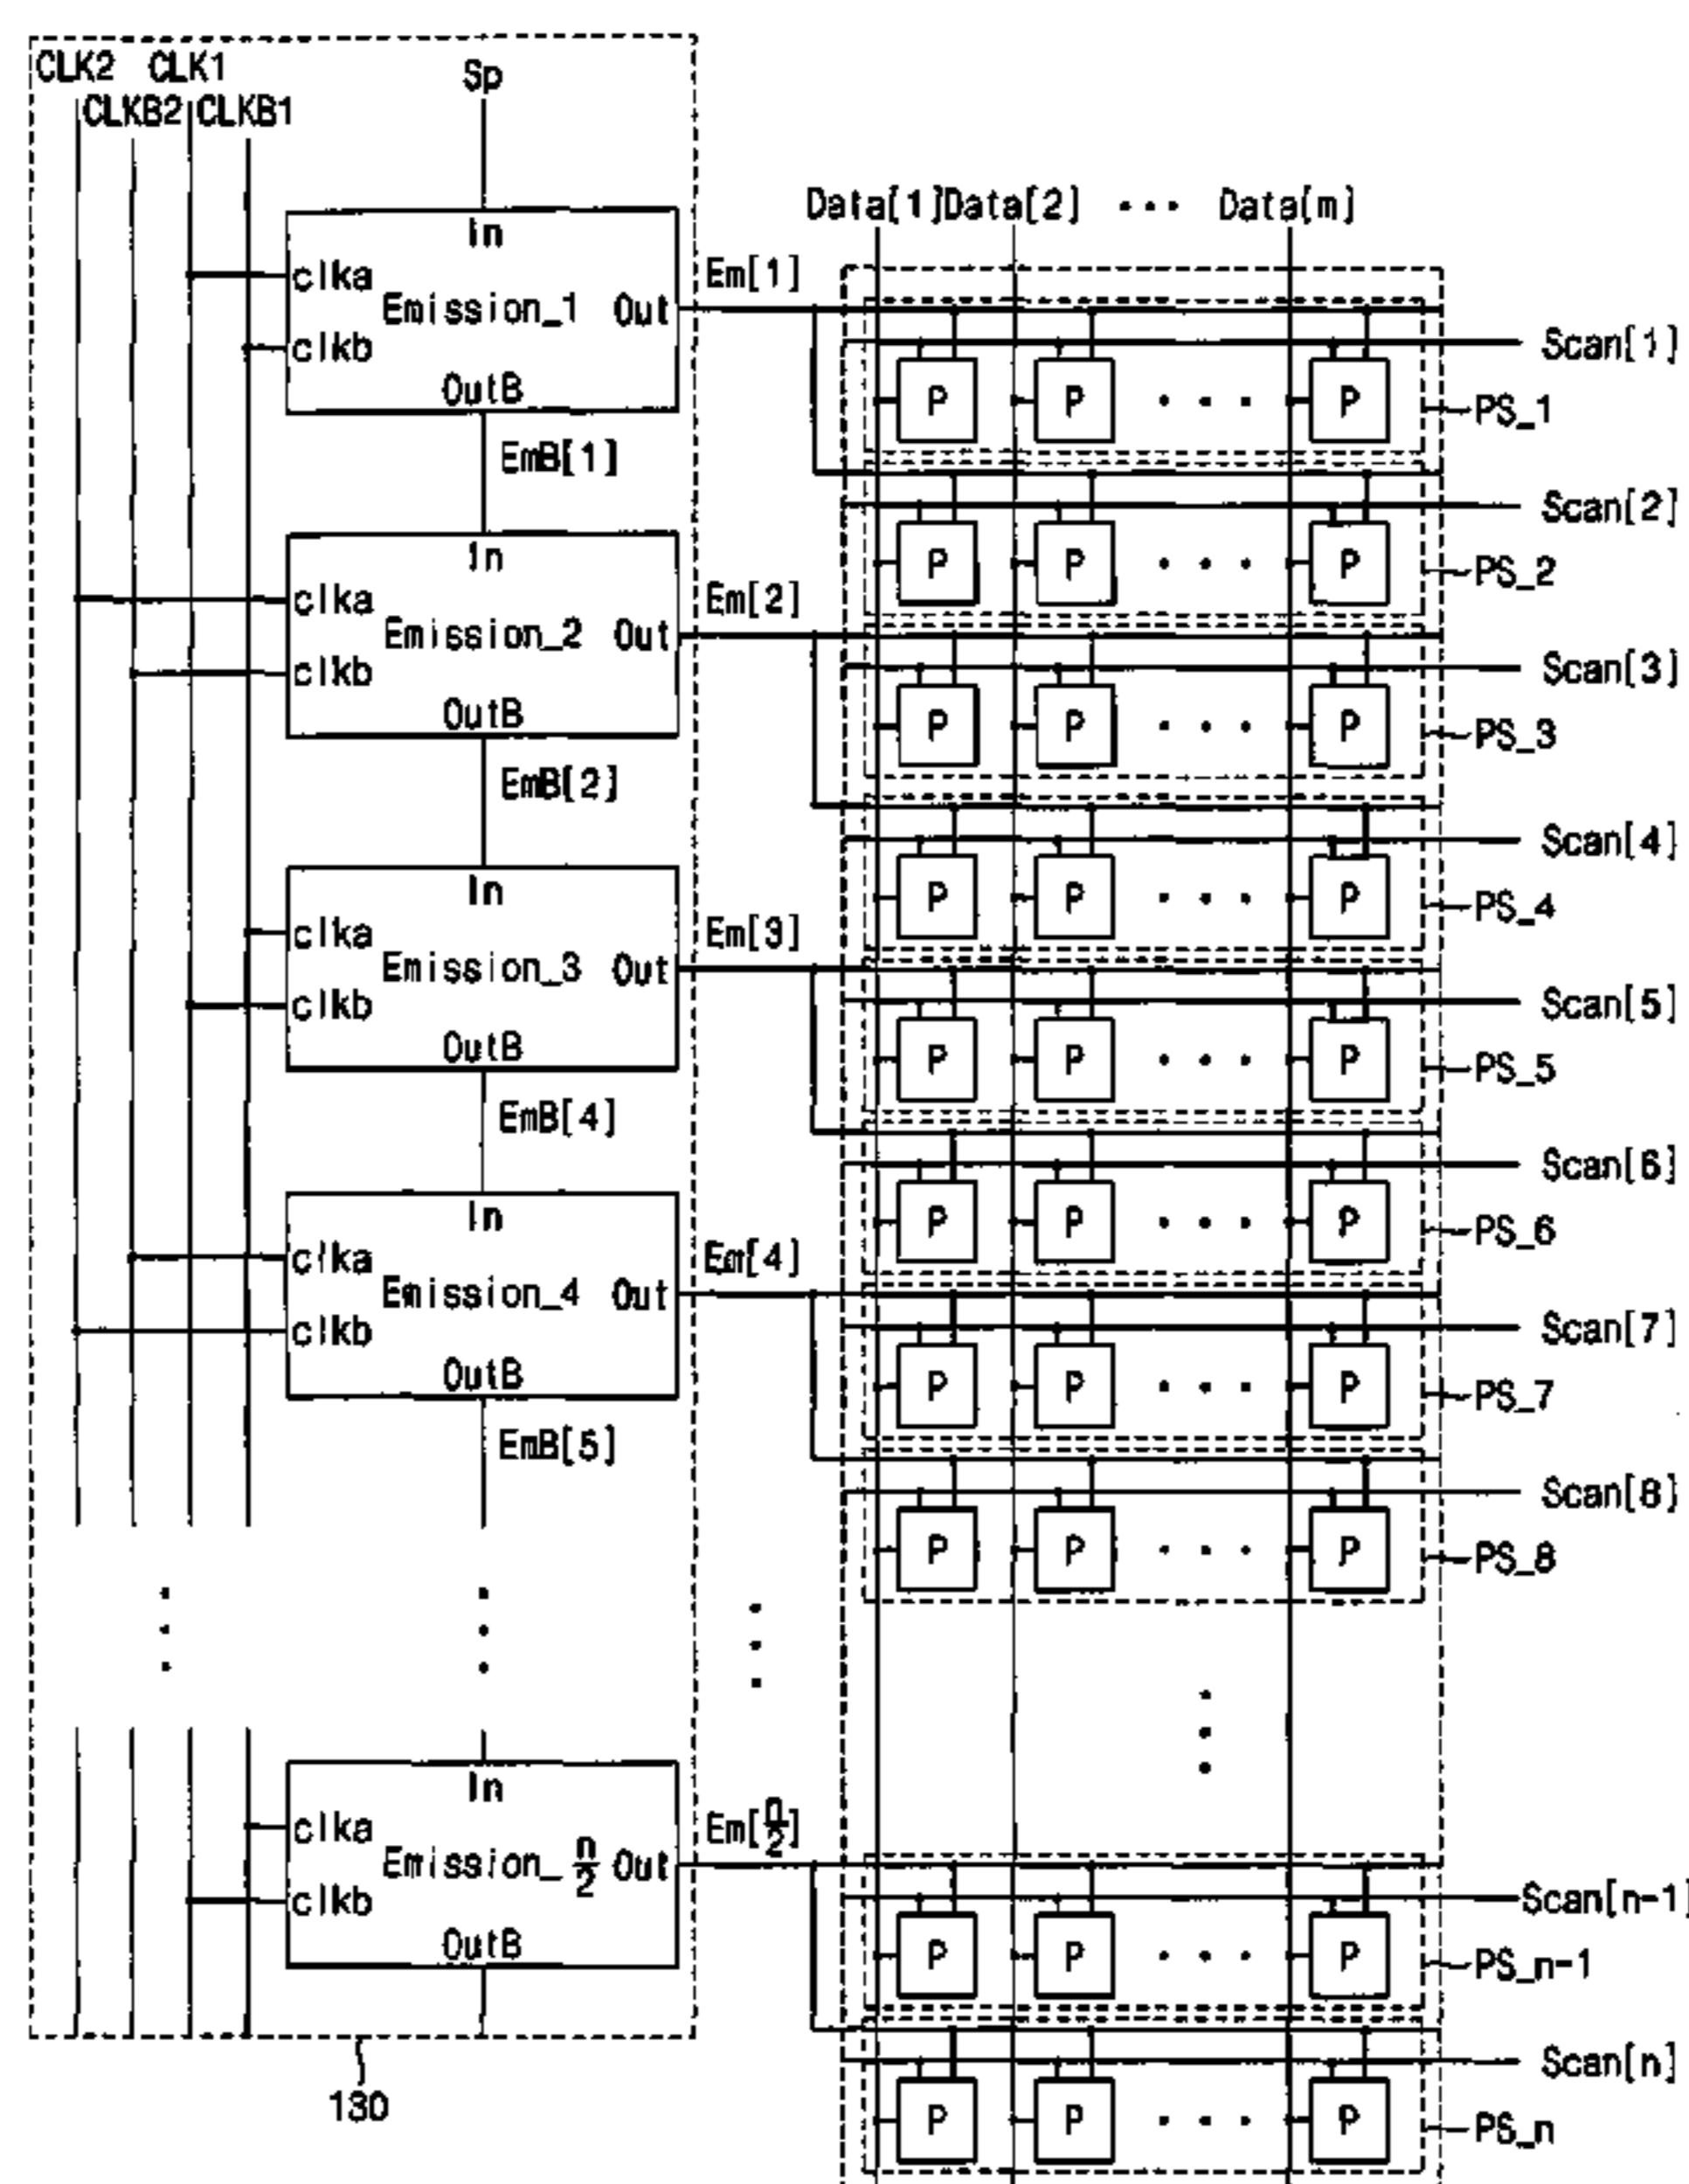 CLK2 CLK1 Sp
CLKB2 CLKB1
Data[1] Data[2] ··· Data[m]
In
clka
Emission_1 Out
clkb
OutB
Em[1]
Scan[1]
P P ··· P
PS_1
EmB[1]
Scan[2]
P P ··· P
PS_2
In
clka
Emission_2 Out
clkb
OutB
Em[2]
Scan[3]
P P ··· P
PS_3
EmB[2]
Scan[4]
P P ··· P
PS_4
In
clka
Emission_3 Out
clkb
OutB
Em[3]
Scan[5]
P P ··· P
PS_5
EmB[4]
Scan[6]
P P ··· P
PS_6
In
clka
Emission_4 Out
clkb
OutB
Em[4]
Scan[7]
P P ··· P
PS_7
EmB[5]
Scan[8]
P P ··· P
PS_8
In
clka
Emission_n/2 Out
clkb
OutB
Em[n/2]
Scan[n-1]
P P ··· P
PS_n-1
Scan[n]
P P ··· P
PS_n
130